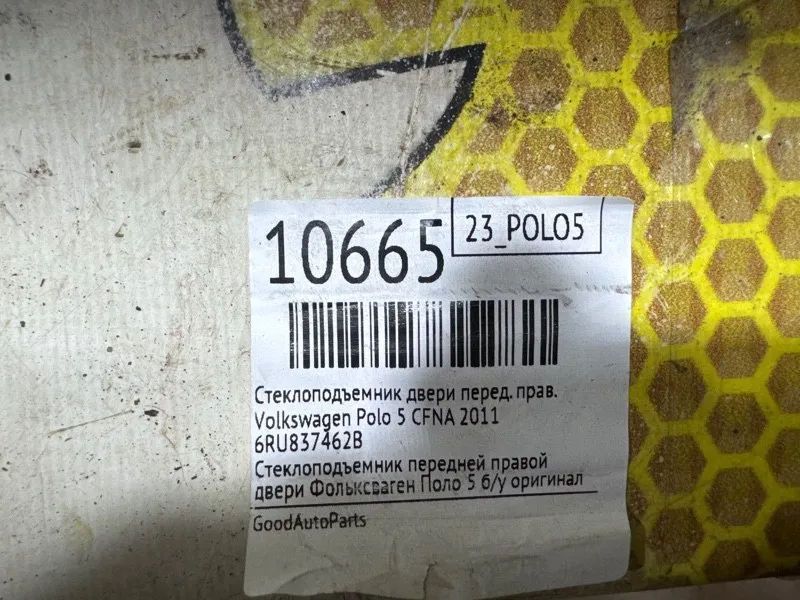 10665
23_POLO5
Стеклоподъемник двери перед. прав.
Volkswagen Polo 5 CFNA 2011
6RU837462B
Стеклоподъемник передней правой
двери Фольксваген Поло 5 б/у оригинал
GoodAutoParts